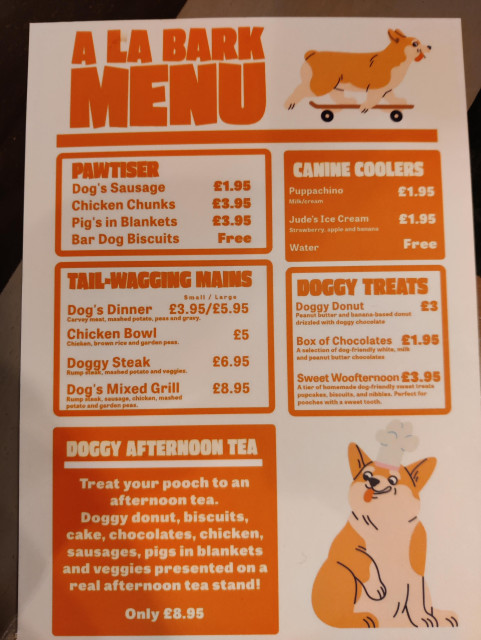 A LA BARK
MENU
PAWTISER
Dog's Sausage £1.95
Chicken Chunks £3.95
Pig's in Blankets £3.95
Bar Dog Biscuits Free
CANINE COOLERS
Puppachino £1.95
Milk/cream
Jude's Ice Cream £1.95
Strawberry, apple and banana
Water Free
TAIL-WAGGING MAINS
Small / Large
Dog's Dinner £3.95/£5.95
Carvey meat, mashed potato, peas and gravy.
Chicken Bowl £5
Chicken, brown rice and garden peas.
Doggy Steak £6.95
Rump steak, mashed potato and veggies.
Dog's Mixed Grill £8.95
Rump steak, sausage, chicken, mashed
potato and garden peas.
DOGGY TREATS
Doggy Donut £3
Peanut butter and banana-based donut
drizzled with doggy chocolate
Box of Chocolates £1.95
A selection of dog-friendly white, milk
and peanut butter chocolates
Sweet Woofternoon £3.95
A tier of homemade dog-friendly sweet treats
pupcakes, biscuits, and nibbles. Perfect for
pooches with a sweet tooth.
DOGGY AFTERNOON TEA
Treat your pooch to an
afternoon tea.
Doggy donut, biscuits,
cake, chocolates, chicken,
sausages, pigs in blankets
and veggies presented on a
real afternoon tea stand!
Only £8.95